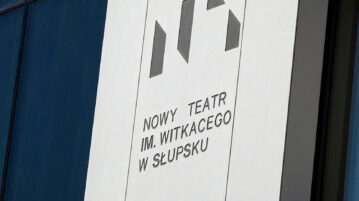 NOWY TEATR
IM. WITKACEGO
W SŁUPSKU